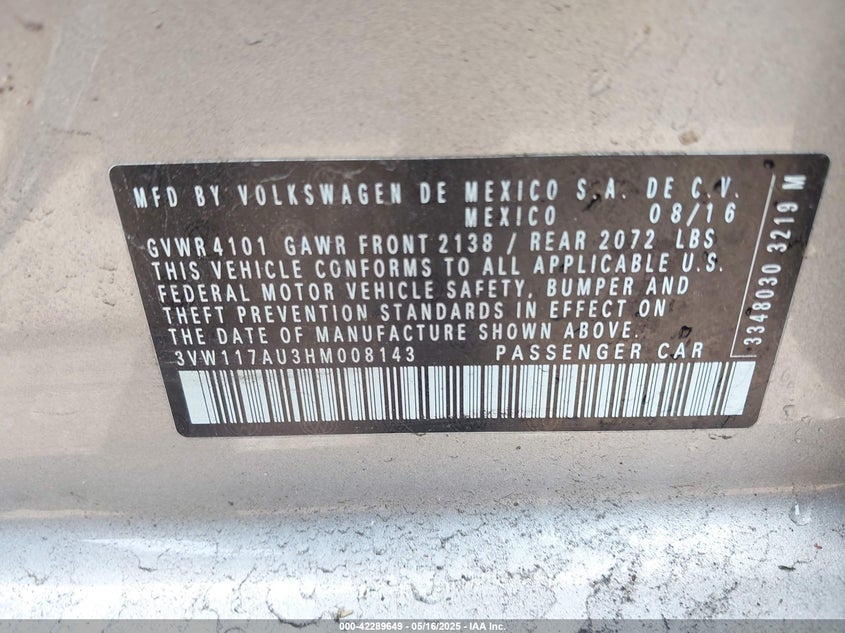 MFD BY VOLKSWAGEN DE MEXICO S.A. DE C.V.
MEXICO 08/16
GVWR 4101 GAWR FRONT 2138 / REAR 2072 LBS
THIS VEHICLE CONFORMS TO ALL APPLICABLE U.S.
FEDERAL MOTOR VEHICLE SAFETY, BUMPER AND
THEFT PREVENTION STANDARDS IN EFFECT ON
THE DATE OF MANUFACTURE SHOWN ABOVE.
3VW117AU3HM008143 PASSENGER CAR
3348030 3219 M
000-42289649 - 05/16/2025 - IAA Inc.